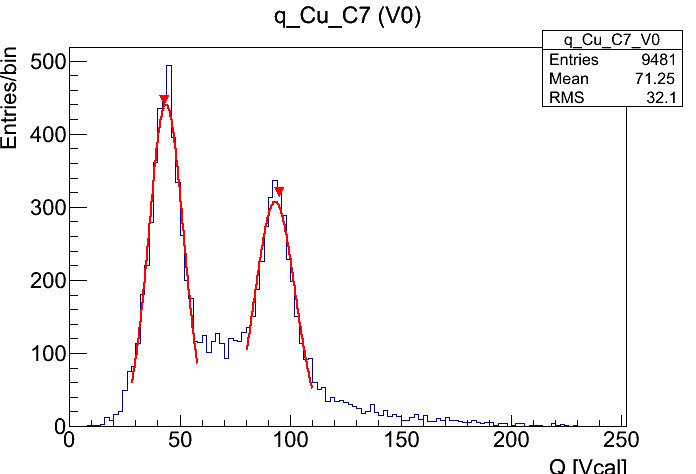 q_Cu_C7 (V0)
q_Cu_C7_V0
Entries 9481
Mean 71.25
RMS 32.1
Entries/bin
500
400
300
200
100
0
0 50 100 150 200 250
Q [Vcal]